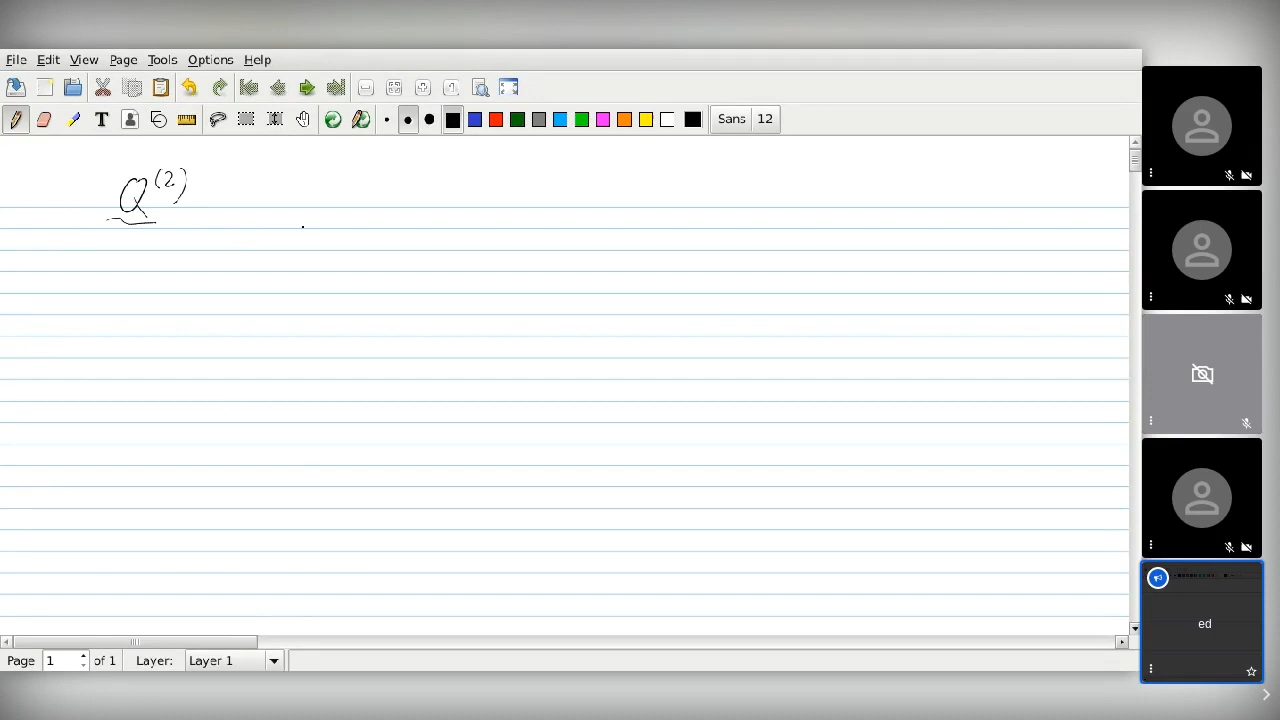 File Edit View Page Tools Options Help
Sans 12
Q^(2)
ed
Page 1 of 1 Layer: Layer 1